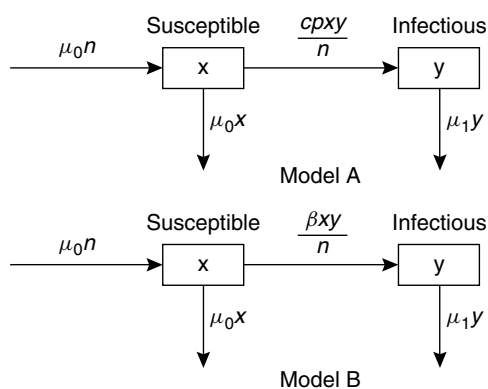 Susceptible
Infectious
μ₀n
x
cpxy/n
y
μ₀x
μ₁y
Model A
Susceptible
Infectious
μ₀n
x
βxy/n
y
μ₀x
μ₁y
Model B